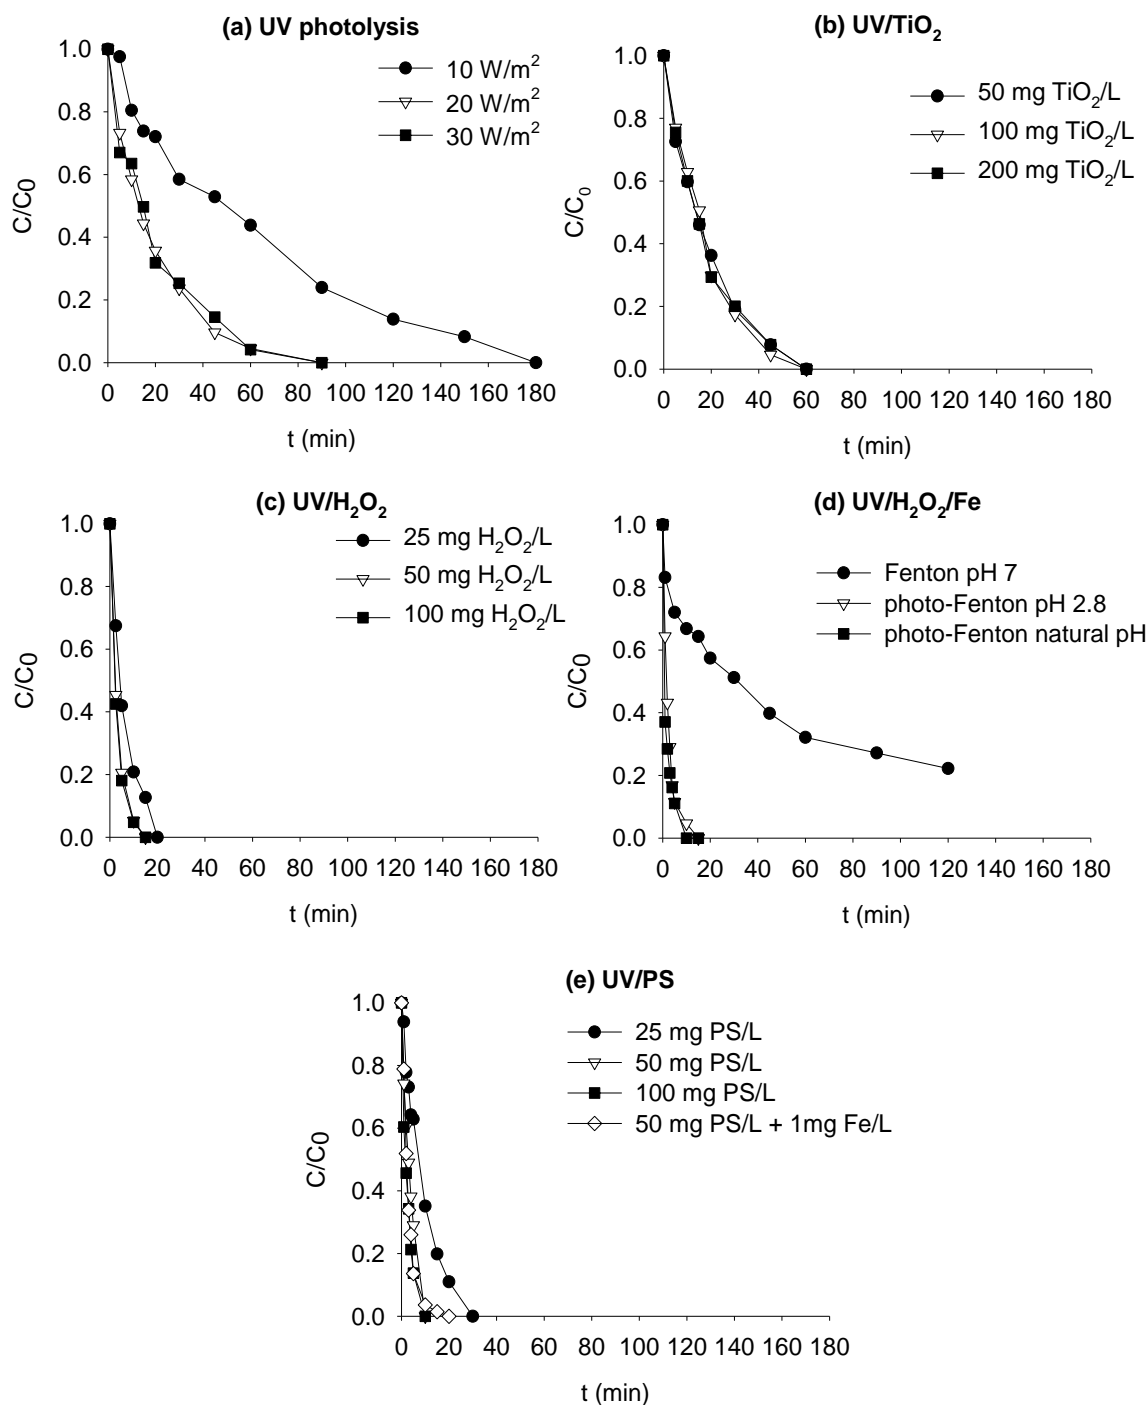 (a) UV photolysis
1.0
0.8
0.6
0.4
0.2
0.0
C/C0
10 W/m²
20 W/m²
30 W/m²
0 20 40 60 80 100 120 140 160 180
t (min)
(b) UV/TiO₂
1.0
0.8
0.6
0.4
0.2
0.0
C/C₀
50 mg TiO₂/L
100 mg TiO₂/L
200 mg TiO₂/L
0 20 40 60 80 100 120 140 160 180
t (min)
(c) UV/H₂O₂
1.0
0.8
0.6
0.4
0.2
0.0
C/C0
25 mg H₂O₂/L
50 mg H₂O₂/L
100 mg H₂O₂/L
0 20 40 60 80 100 120 140 160 180
t (min)
(d) UV/H₂O₂/Fe
1.0
0.8
0.6
0.4
0.2
0.0
C/C0
Fenton pH 7
photo-Fenton pH 2.8
photo-Fenton natural pH
0 20 40 60 80 100 120 140 160 180
t (min)
(e) UV/PS
1.0
0.8
0.6
0.4
0.2
0.0
C/C0
25 mg PS/L
50 mg PS/L
100 mg PS/L
50 mg PS/L + 1mg Fe/L
0 20 40 60 80 100 120 140 160 180
t (min)